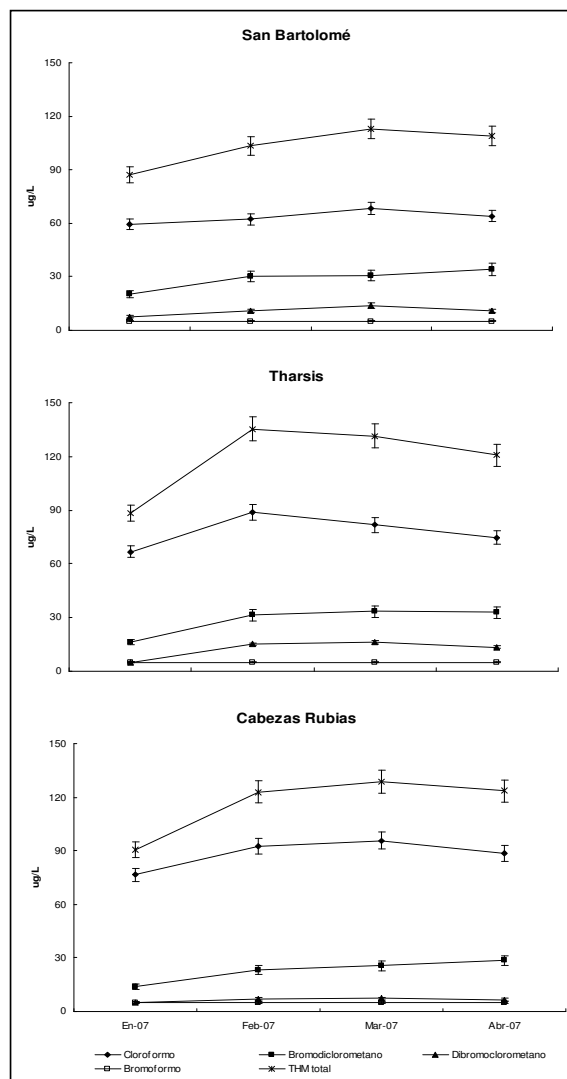 San Bartolomé
150
120
90
60
30
0
ug/L
Tharsis
150
120
90
60
30
0
ug/L
Cabezas Rubias
150
120
90
60
30
0
ug/L
En-07 Feb-07 Mar-07 Abr-07
Cloroformo Bromodiclorometano Dibromoclorometano
Bromoformo THM total